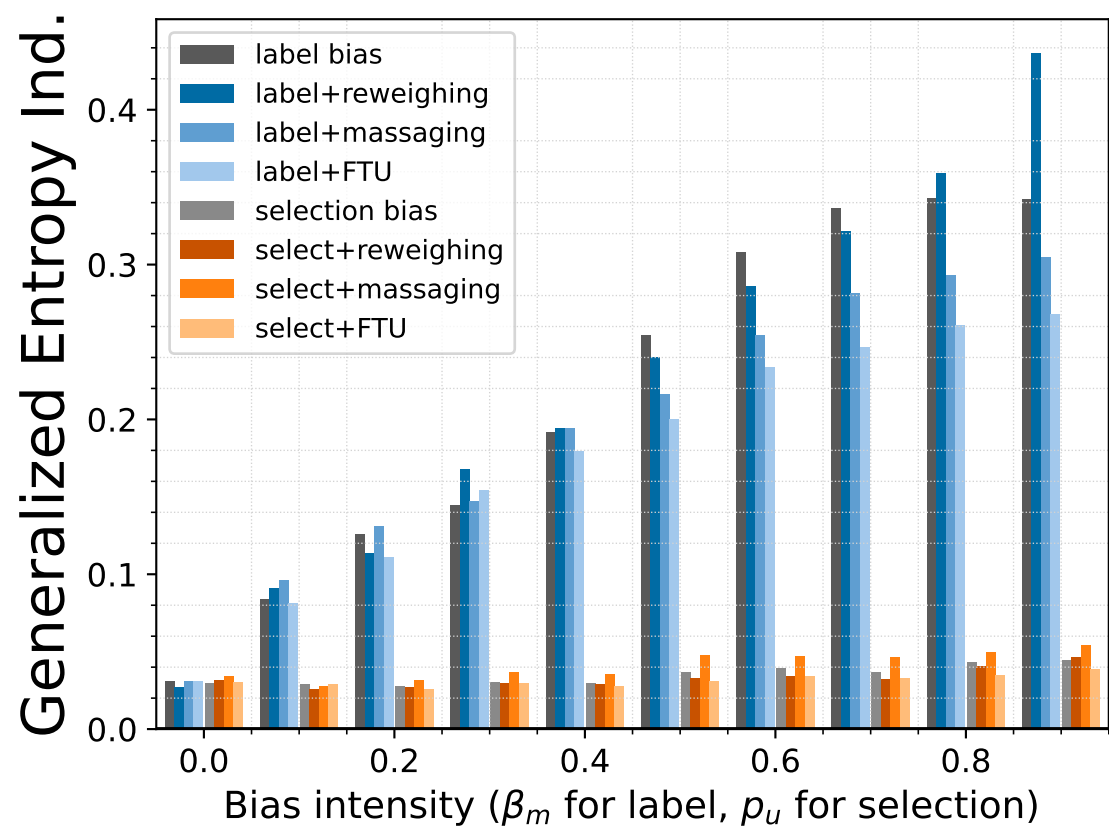 Generalized Entropy Ind.
0.4
0.3
0.2
0.1
0.0
label bias
label+reweighing
label+massaging
label+FTU
selection bias
select+reweighing
select+massaging
select+FTU
0.0 0.2 0.4 0.6 0.8
Bias intensity (βm for label, pu for selection)